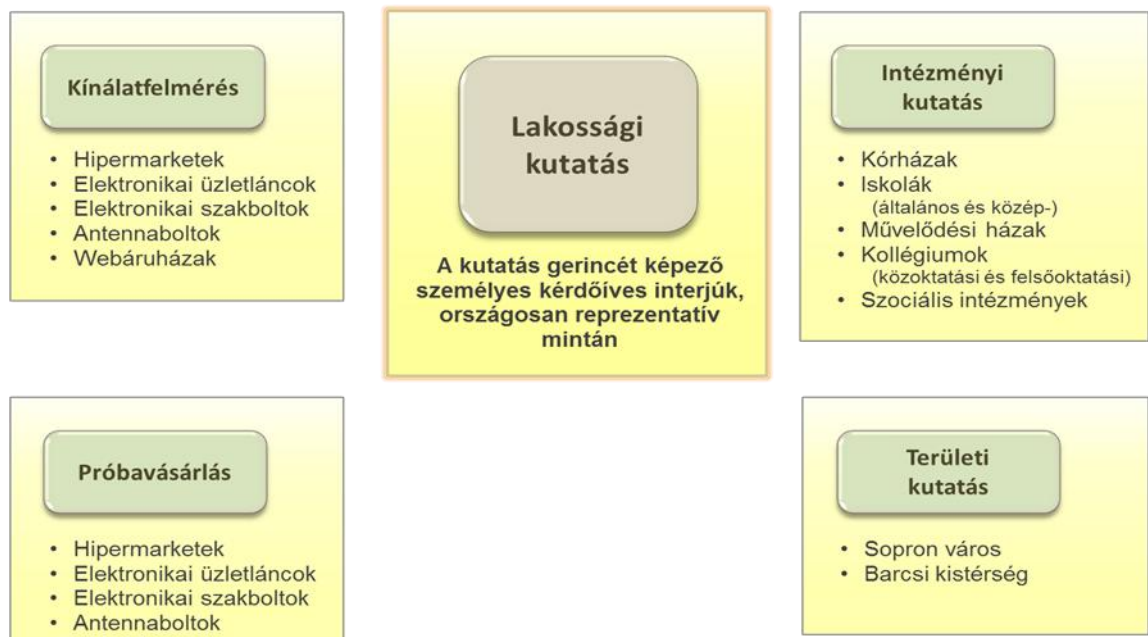 Kínálatfelmérés
• Hipermarketek
• Elektronikai üzletláncok
• Elektronikai szakboltok
• Antennaboltok
• Webáruházak
Lakossági
kutatás
A kutatás gerincét képező
személyes kérdőíves interjúk,
országosan reprezentatív
mintán
Intézményi
kutatás
• Kórházak
• Iskolák
(általános és közép-)
• Művelődési házak
• Kollégiumok
(közoktatási és felsőoktatási)
• Szociális intézmények
Próbavásárlás
• Hipermarketek
• Elektronikai üzletláncok
• Elektronikai szakboltok
• Antennaboltok
Területi
kutatás
• Sopron város
• Barcsi kistérség